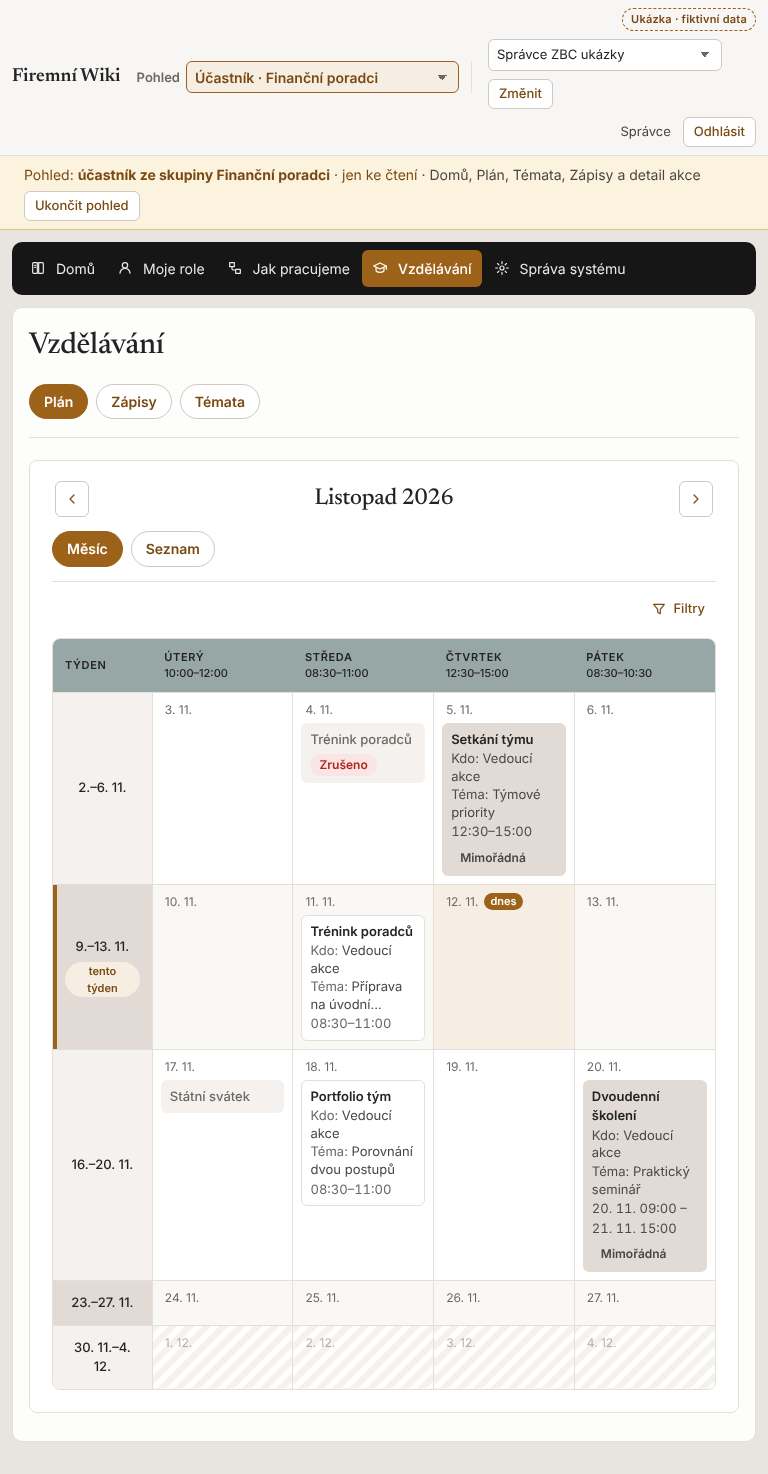 Ukázka · fiktivní data
Firemní Wiki
Pohled
Účastník · Finanční poradci
Správce ZBC ukázky
Změnit
Správce
Odhlásit
Pohled: účastník ze skupiny Finanční poradci · jen ke čtení · Domů, Plán, Témata, Zápisy a detail akce
Ukončit pohled
Domů
Moje role
Jak pracujeme
Vzdělávání
Správa systému
Vzdělávání
Plán
Zápisy
Témata
Listopad 2026
Měsíc
Seznam
Filtry
TÝDEN
ÚTERÝ
10:00–12:00
STŘEDA
08:30–11:00
ČTVRTEK
12:30–15:00
PÁTEK
08:30–10:30
2.–6. 11.
3. 11.
4. 11.
Trénink poradců
Zrušeno
5. 11.
Setkání týmu
Kdo: Vedoucí
akce
Téma: Týmové
priority
12:30–15:00
Mimořádná
6. 11.
9.–13. 11.
tento
týden
10. 11.
11. 11.
Trénink poradců
Kdo: Vedoucí
akce
Téma: Příprava
na úvodní…
08:30–11:00
12. 11. dnes
13. 11.
16.–20. 11.
17. 11.
Státní svátek
18. 11.
Portfolio tým
Kdo: Vedoucí
akce
Téma: Porovnání
dvou postupů
08:30–11:00
19. 11.
20. 11.
Dvoudenní
školení
Kdo: Vedoucí
akce
Téma: Praktický
seminář
20. 11. 09:00 –
21. 11. 15:00
Mimořádná
23.–27. 11.
24. 11.
25. 11.
26. 11.
27. 11.
30. 11.–4.
12.
1. 12.
2. 12.
3. 12.
4. 12.